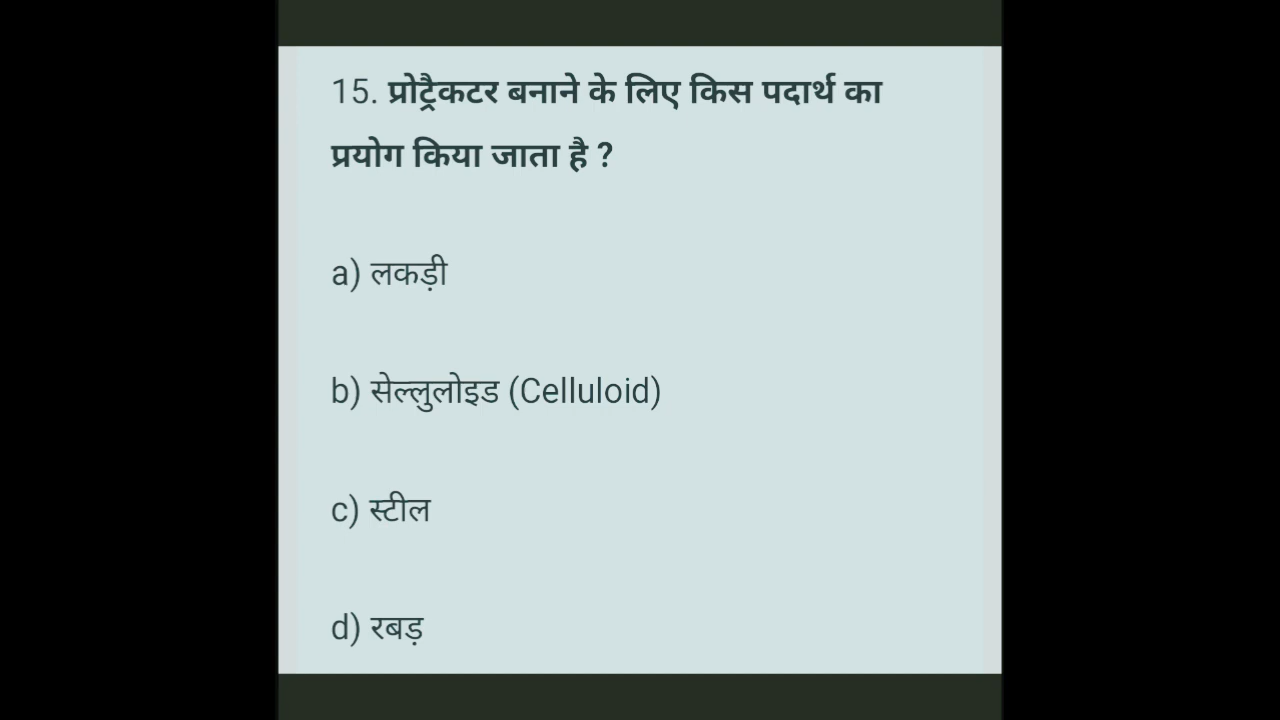 15. प्रोट्रैकटर बनाने के लिए किस पदार्थ का
प्रयोग किया जाता है ?
a) लकड़ी
b) सेल्लुलोइड (Celluloid)
c) स्टील
d) रबड़